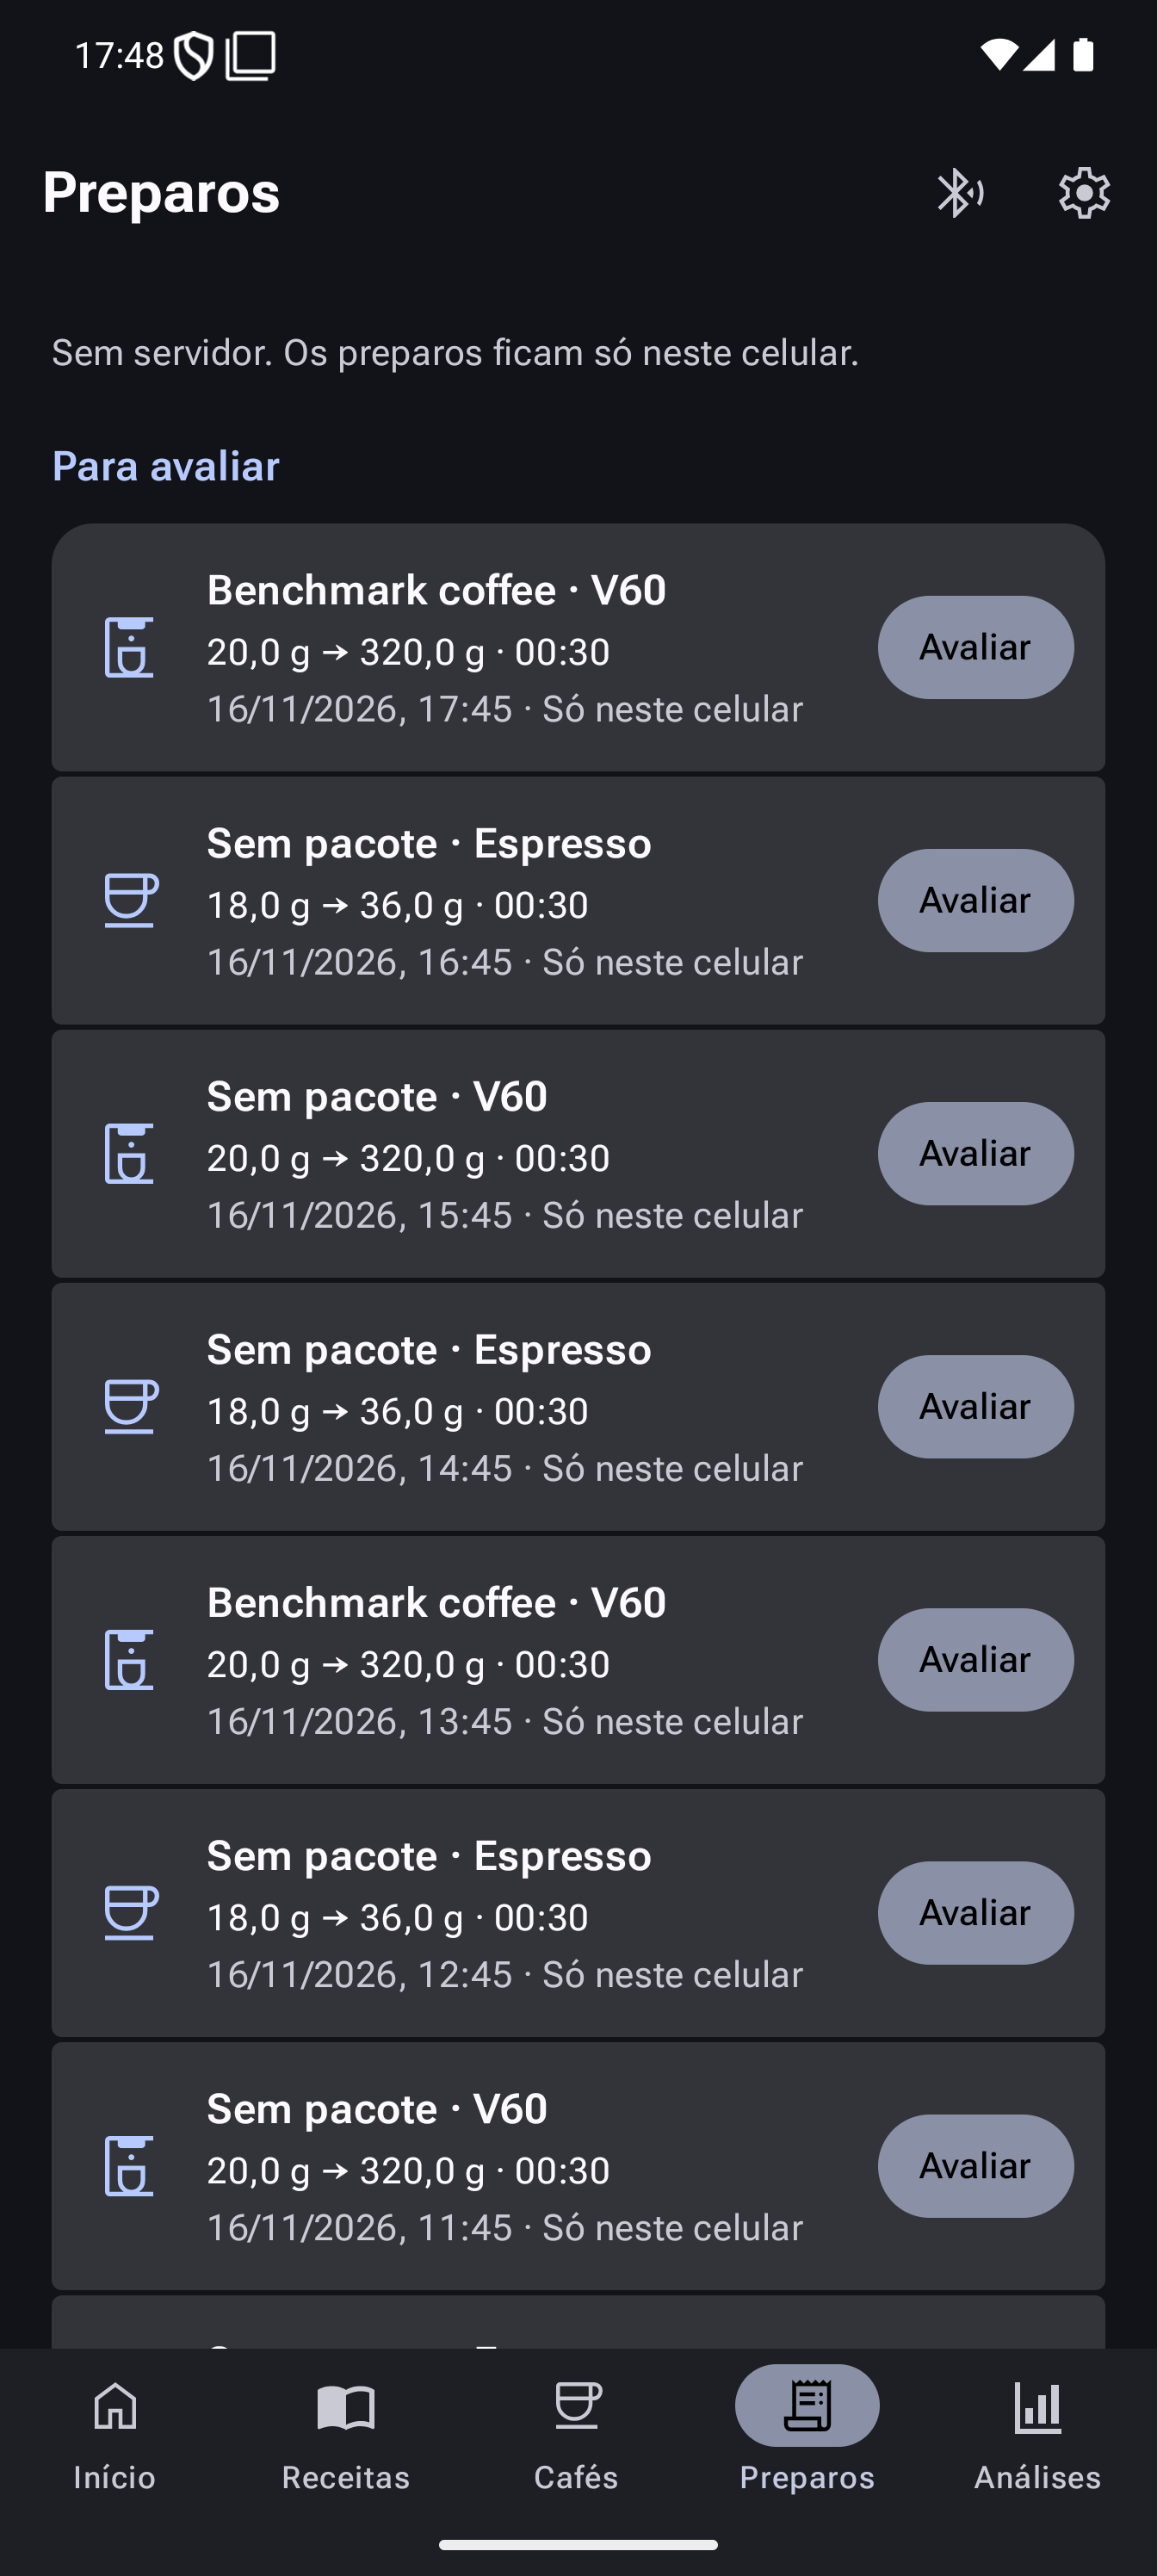 17:48
Preparos
Sem servidor. Os preparos ficam só neste celular.
Para avaliar
Benchmark coffee · V60
20,0 g → 320,0 g · 00:30
16/11/2026, 17:45 · Só neste celular
Avaliar
Sem pacote · Espresso
18,0 g → 36,0 g · 00:30
16/11/2026, 16:45 · Só neste celular
Avaliar
Sem pacote · V60
20,0 g → 320,0 g · 00:30
16/11/2026, 15:45 · Só neste celular
Avaliar
Sem pacote · Espresso
18,0 g → 36,0 g · 00:30
16/11/2026, 14:45 · Só neste celular
Avaliar
Benchmark coffee · V60
20,0 g → 320,0 g · 00:30
16/11/2026, 13:45 · Só neste celular
Avaliar
Sem pacote · Espresso
18,0 g → 36,0 g · 00:30
16/11/2026, 12:45 · Só neste celular
Avaliar
Sem pacote · V60
20,0 g → 320,0 g · 00:30
16/11/2026, 11:45 · Só neste celular
Avaliar
Início
Receitas
Cafés
Preparos
Análises